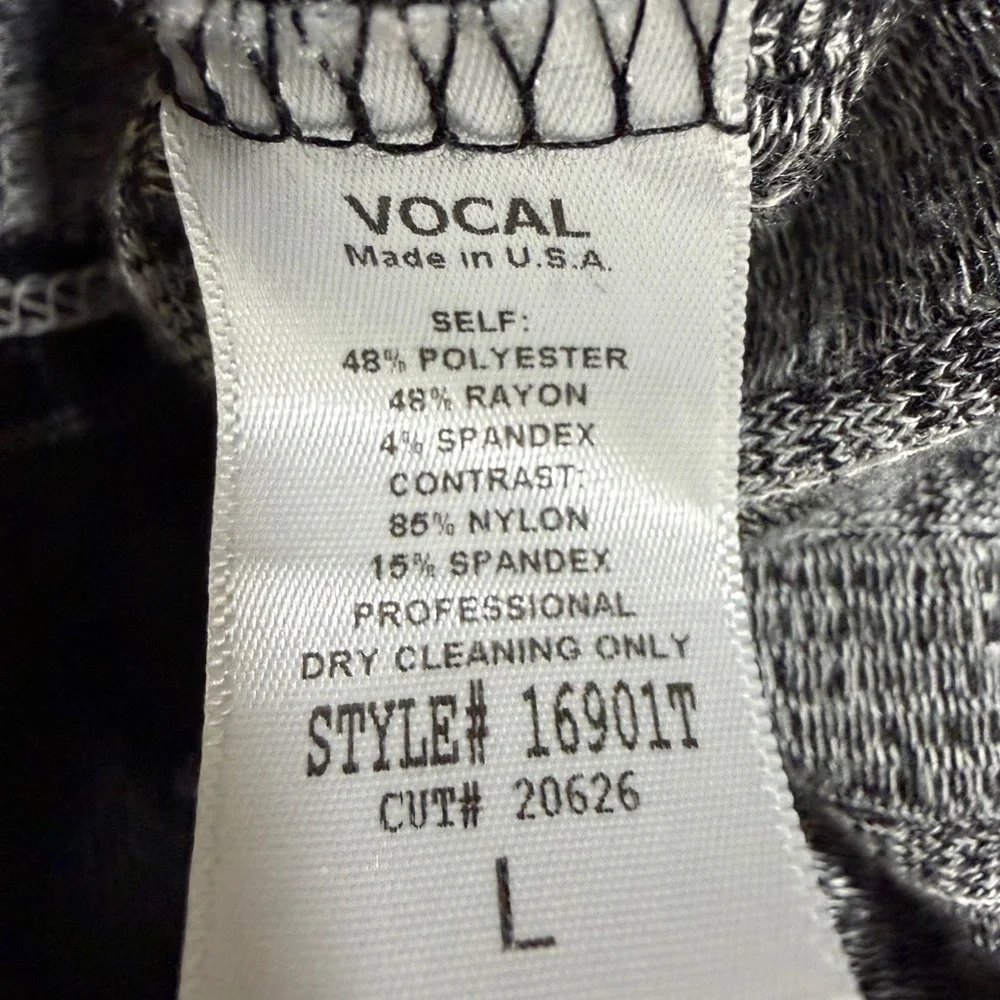 VOCAL
Made in U.S.A.
SELF:
48% POLYESTER
48% RAYON
4% SPANDEX
CONTRAST:
85% NYLON
15% SPANDEX
PROFESSIONAL
DRY CLEANING ONLY
STYLE# 16901T
CUT# 20626
L